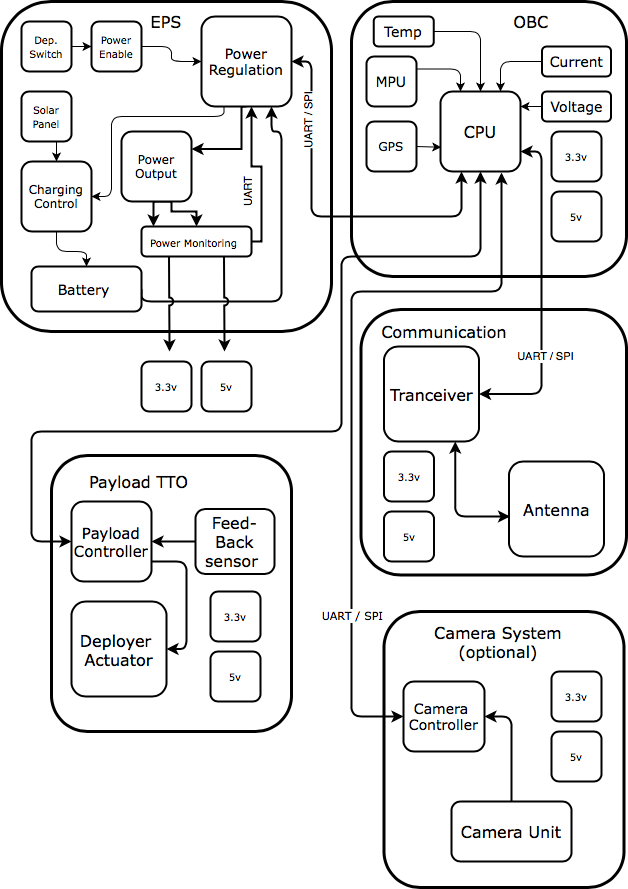 EPS
Dep.
Switch
Power
Enable
Power
Regulation
Solar
Panel
Charging
Control
Power
Output
Power Monitoring
Battery
UART
UART / SPI
3.3v
5v
OBC
Temp
MPU
GPS
CPU
Current
Voltage
3.3v
5v
Communication
Tranceiver
UART / SPI
3.3v
5v
Antenna
Payload TTO
Payload
Controller
Feed-
Back
sensor
Deployer
Actuator
3.3v
5v
UART / SPI
Camera System
(optional)
Camera
Controller
3.3v
5v
Camera Unit